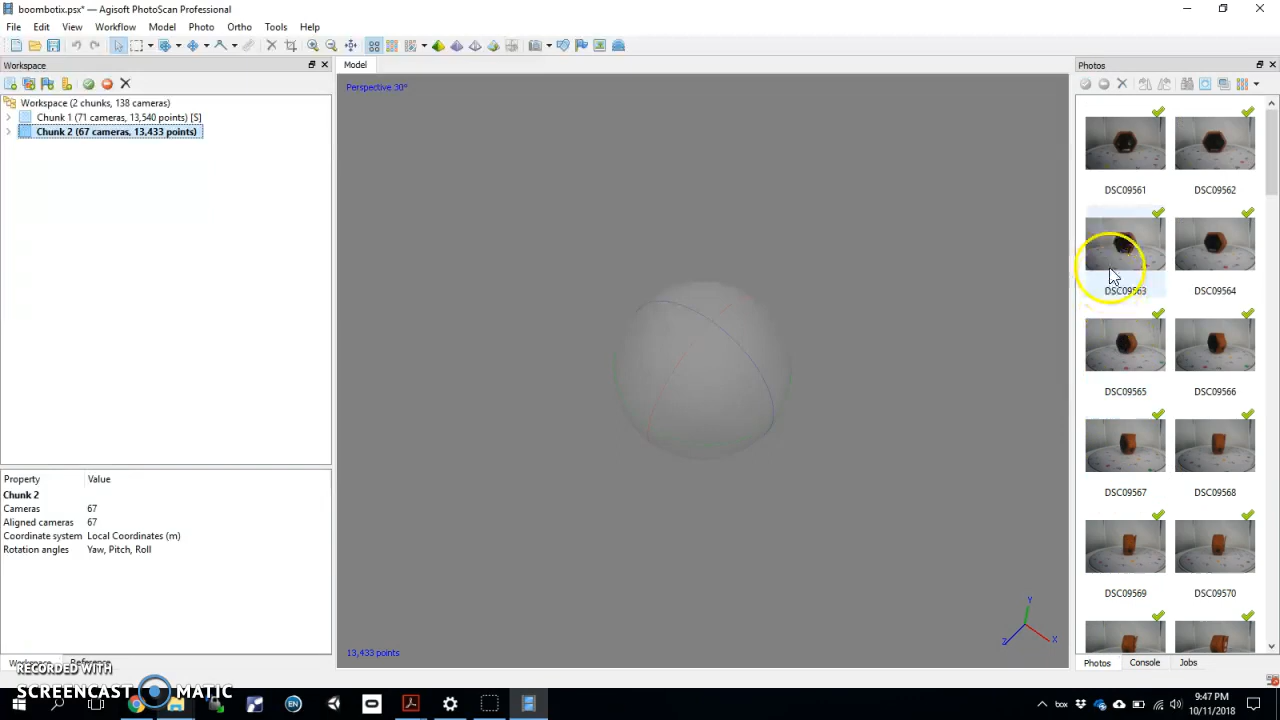 boombotix.psx* — Agisoft PhotoScan Professional
File Edit View Workflow Model Photo Ortho Tools Help
Workspace
Workspace (2 chunks, 138 cameras)
Chunk 1 (71 cameras, 13,540 points) [S]
Chunk 2 (67 cameras, 13,433 points)
Property Value
Chunk 2
Cameras 67
Aligned cameras 67
Coordinate system Local Coordinates (m)
Rotation angles Yaw, Pitch, Roll
Model
Perspective 30°
13,433 points
Y
Z
X
Photos
DSC09561 DSC09562
DSC09563 DSC09564
DSC09565 DSC09566
DSC09567 DSC09568
DSC09569 DSC09570
Photos Console Jobs
RECORDED WITH
SCREENCAST MATIC
EN
box
9:47 PM
10/11/2018